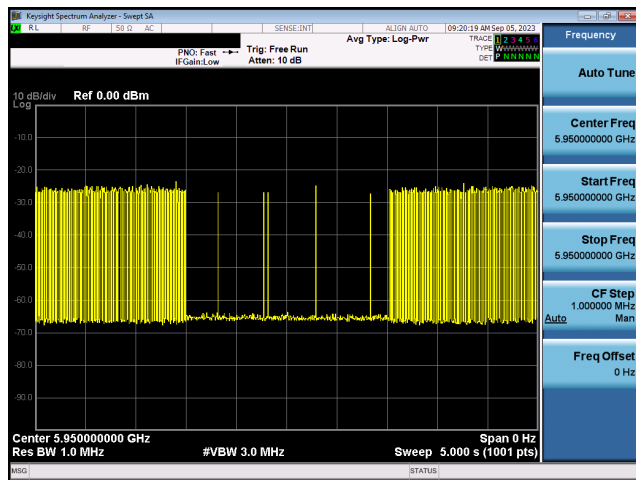 Keysight Spectrum Analyzer - Swept SA
LXI RL RF 50 Ω AC SENSE:INT ALIGN AUTO 09:20:19 AM Sep 05, 2023
Frequency
Avg Type: Log-Pwr
TRACE 1 2 3 4 5 6
PNO: Fast Trig: Free Run
TYPE W
IFGain:Low Atten: 10 dB
DET P N N N N N
Auto Tune
10 dB/div Ref 0.00 dBm
Log
Center Freq
5.950000000 GHz
-10.0
-20.0
Start Freq
5.950000000 GHz
-30.0
-40.0
Stop Freq
5.950000000 GHz
-50.0
-60.0
CF Step
1.000000 MHz
Auto Man
-70.0
-80.0
Freq Offset
0 Hz
-90.0
Center 5.950000000 GHz Span 0 Hz
Res BW 1.0 MHz #VBW 3.0 MHz Sweep 5.000 s (1001 pts)
MSG STATUS